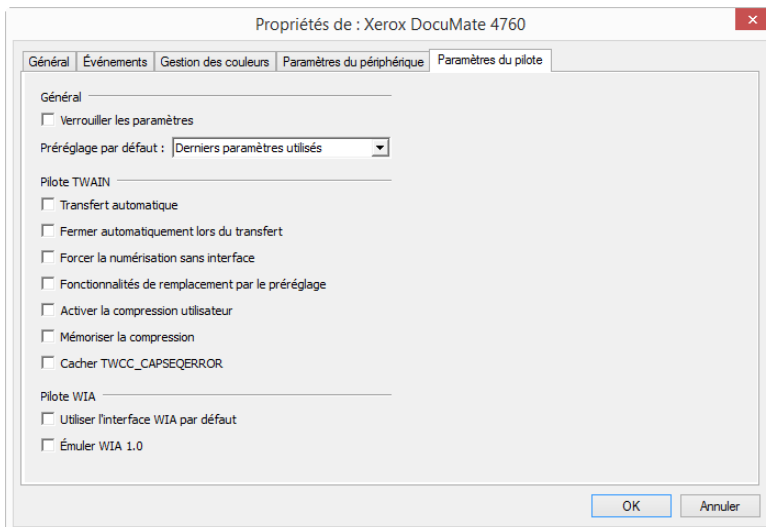 Propriétés de : Xerox DocuMate 4760
Général Événements Gestion des couleurs Paramètres du périphérique Paramètres du pilote
Général
Verrouiller les paramètres
Préréglage par défaut : Derniers paramètres utilisés
Pilote TWAIN
Transfert automatique
Fermer automatiquement lors du transfert
Forcer la numérisation sans interface
Fonctionnalités de remplacement par le préréglage
Activer la compression utilisateur
Mémoriser la compression
Cacher TWCC_CAPSEQERROR
Pilote WIA
Utiliser l'interface WIA par défaut
Émuler WIA 1.0
OK Annuler